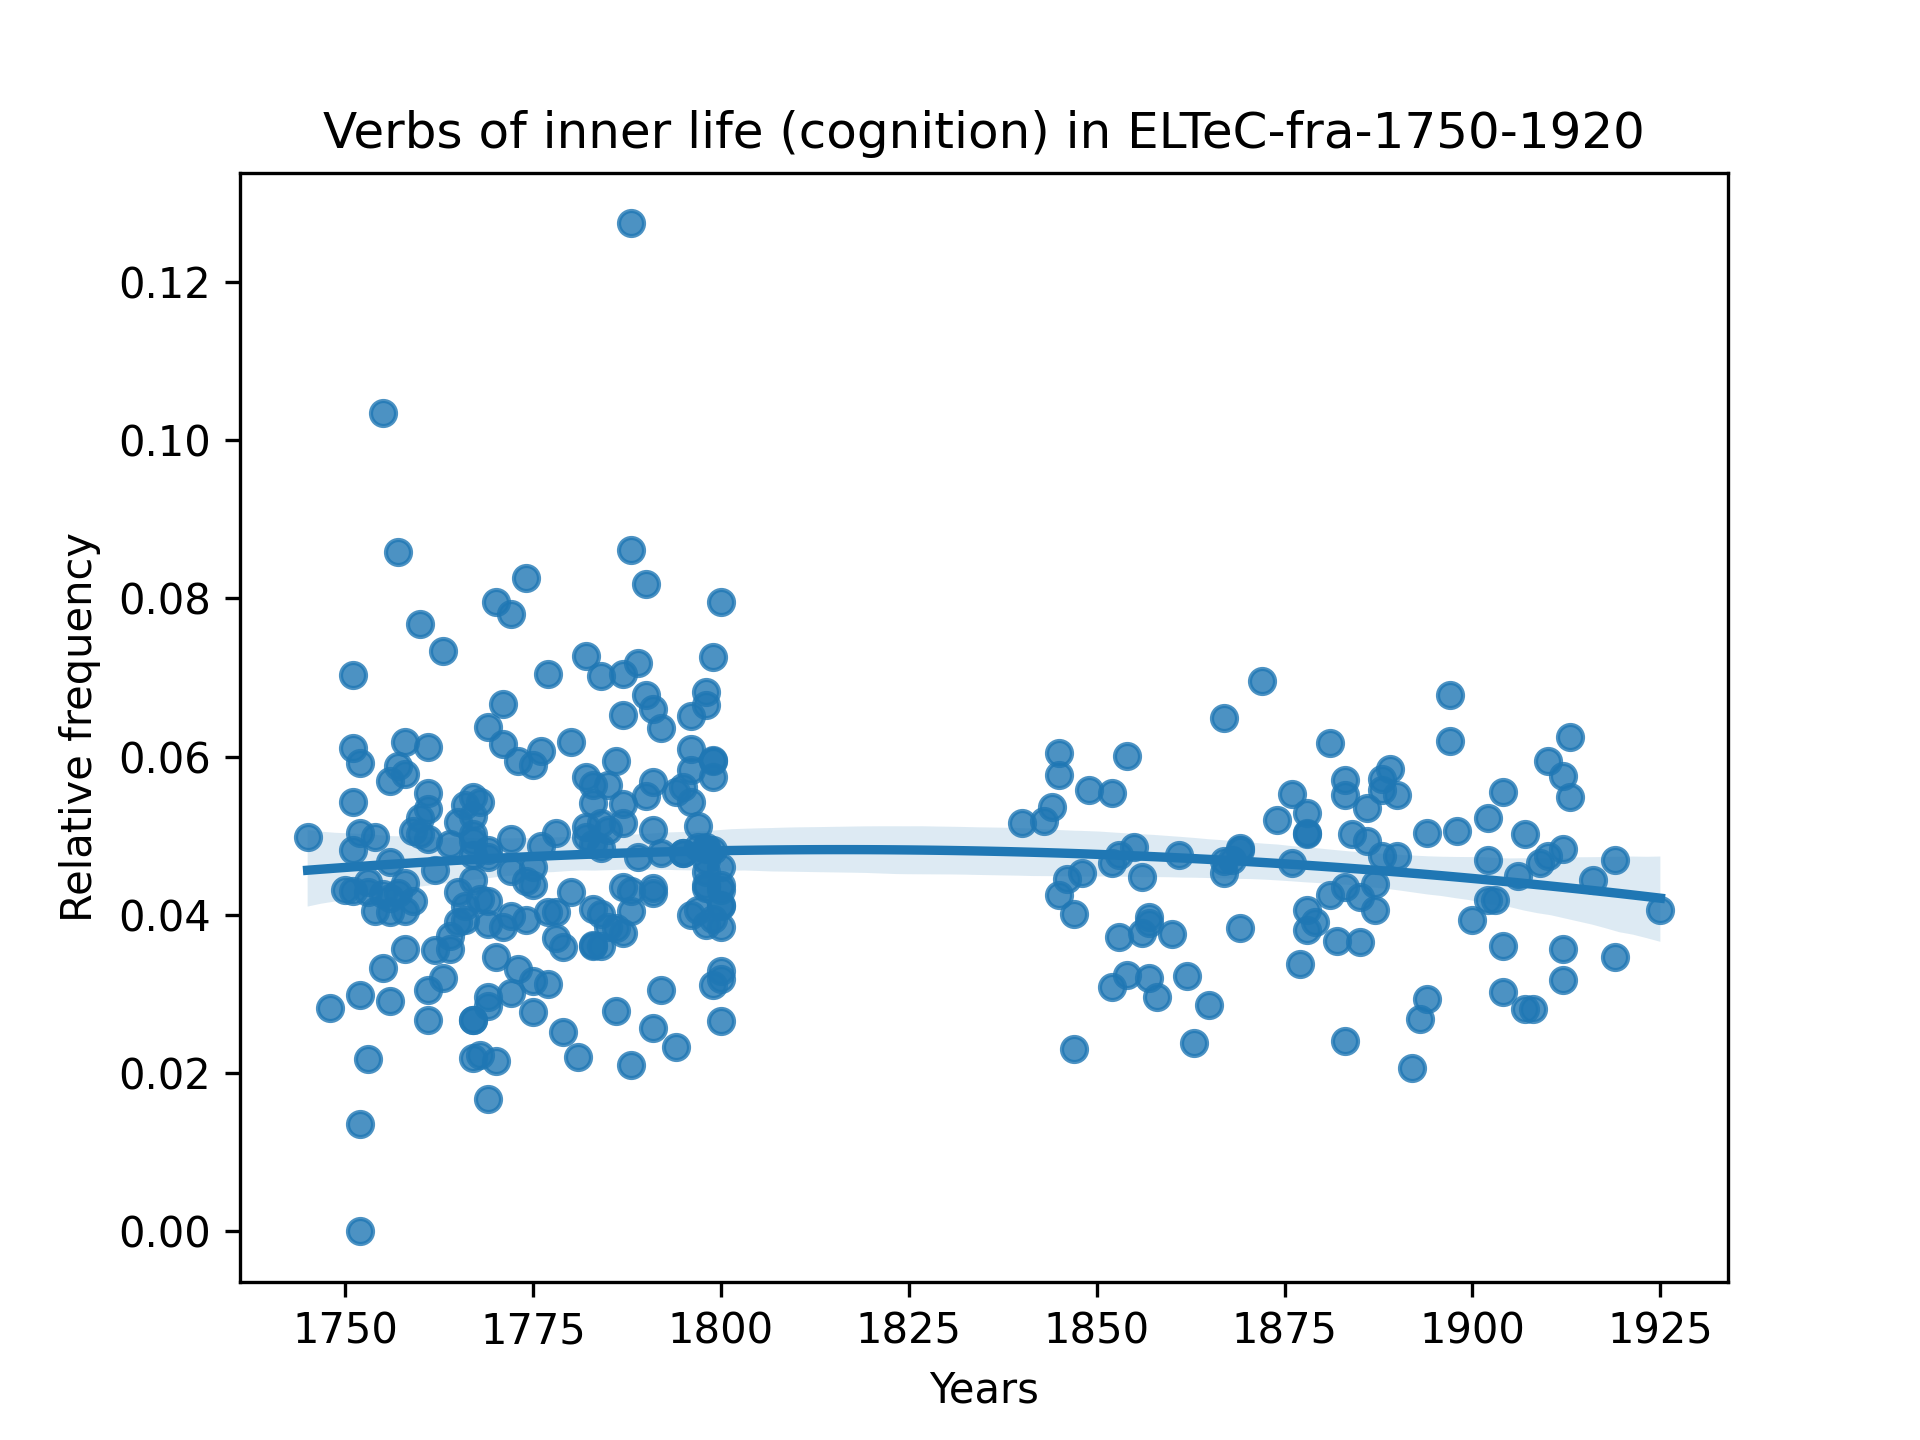 Verbs of inner life (cognition) in ELTeC-fra-1750-1920
0.12
0.10
0.08
0.06
0.04
0.02
0.00
Relative frequency
1750 1775 1800 1825 1850 1875 1900 1925
Years